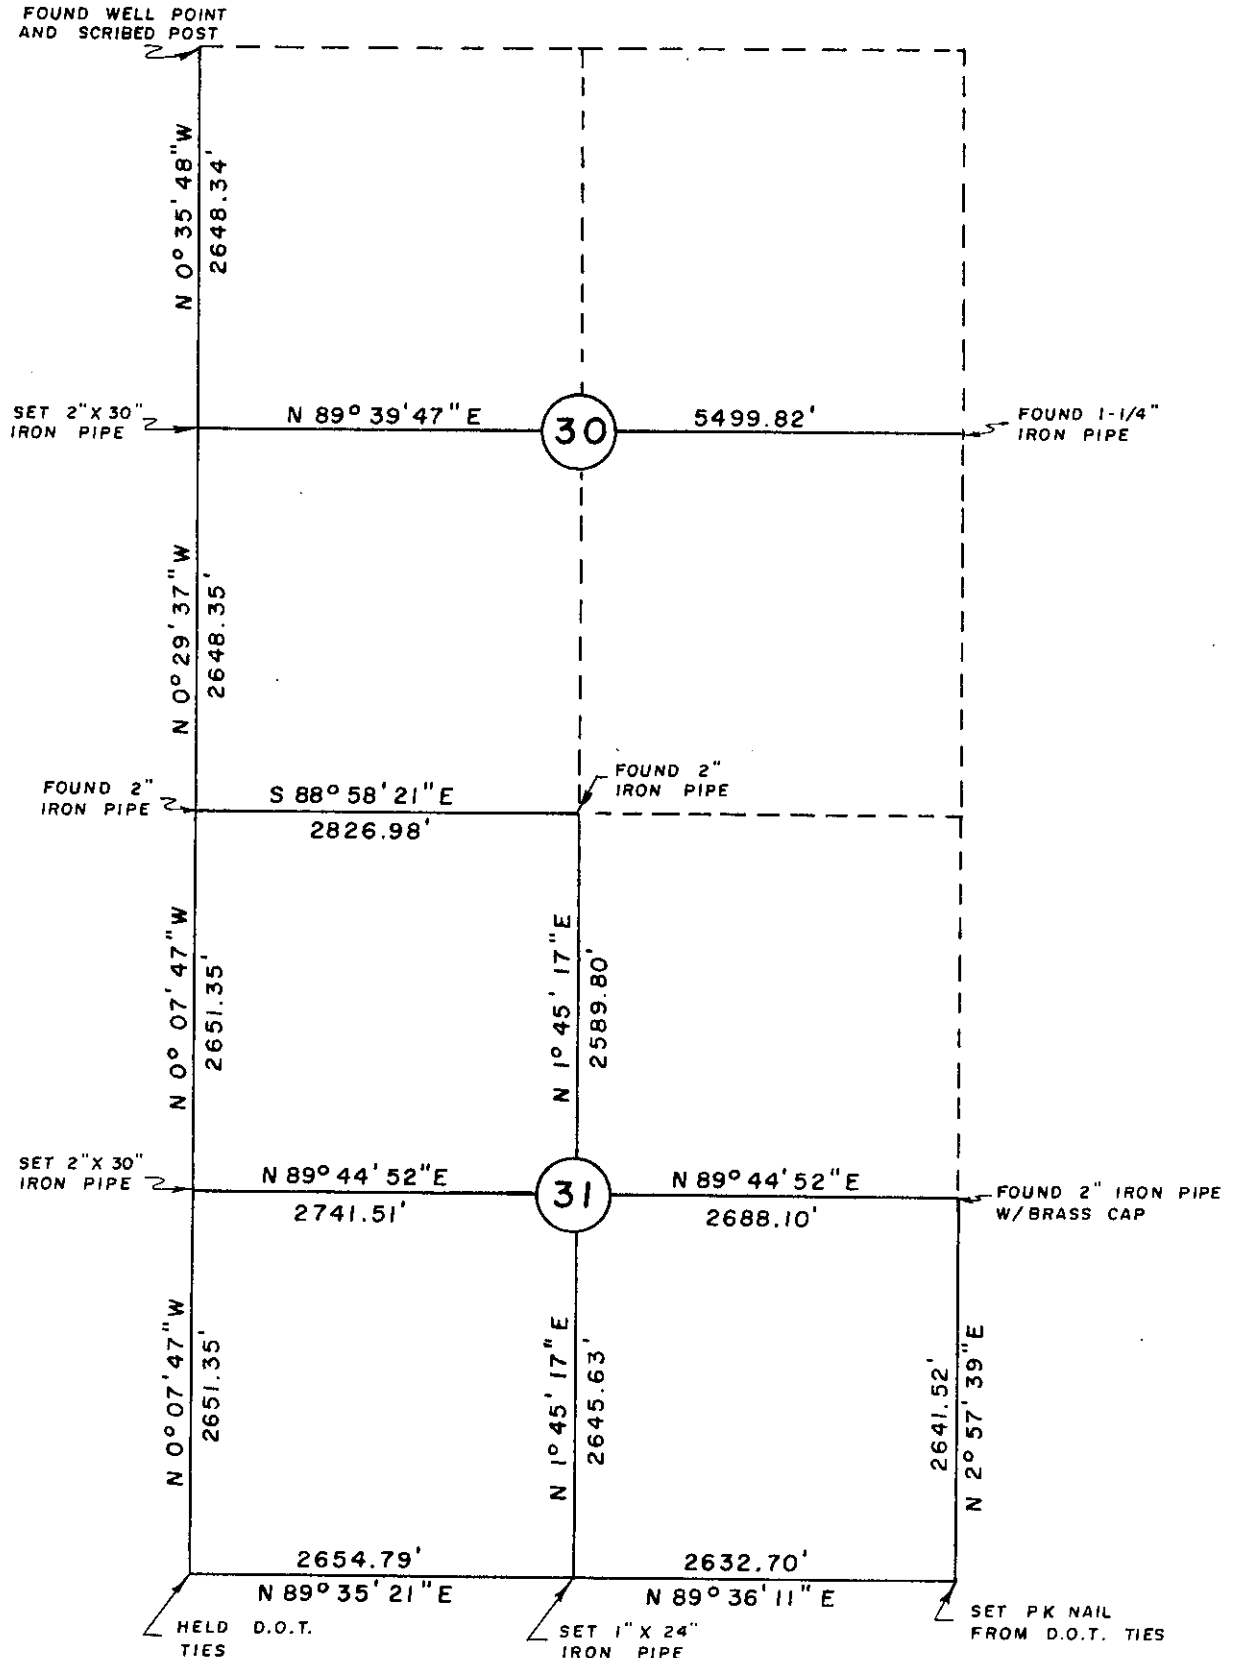 FOUND WELL POINT
AND SCRIBED POST
N 0° 35' 48" W
2648.34'
SET 2" X 30"
IRON PIPE
N 89° 39' 47" E
30
5499.82'
FOUND 1-1/4"
IRON PIPE
N 0° 29' 37" W
2648.35'
FOUND 2"
IRON PIPE
S 88° 58' 21" E
2826.98'
FOUND 2"
IRON PIPE
N 0° 07' 47" W
2651.35'
N 1° 45' 17" E
2589.80'
SET 2" X 30"
IRON PIPE
N 89° 44' 52" E
2741.51'
31
N 89° 44' 52" E
2688.10'
FOUND 2" IRON PIPE
W/ BRASS CAP
N 0° 07' 47" W
2651.35'
N 1° 45' 17" E
2645.63'
2641.52'
N 2° 57' 39" E
2654.79'
N 89° 35' 21" E
2632.70'
N 89° 36' 11" E
HELD D.O.T.
TIES
SET 1" X 24"
IRON PIPE
SET PK NAIL
FROM D.O.T. TIES